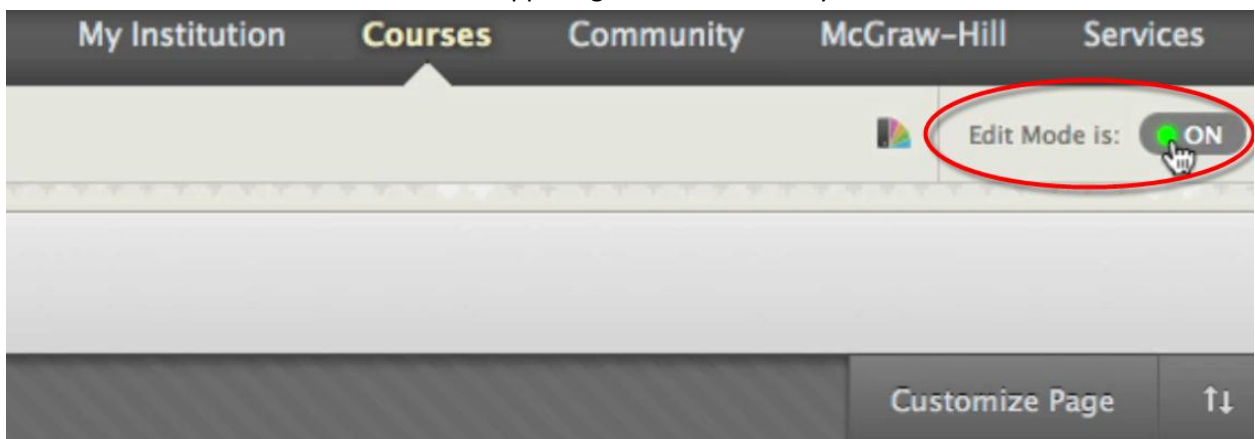 My Institution Courses Community McGraw-Hill Services
Edit Mode is: ON
Customize Page ↑↓